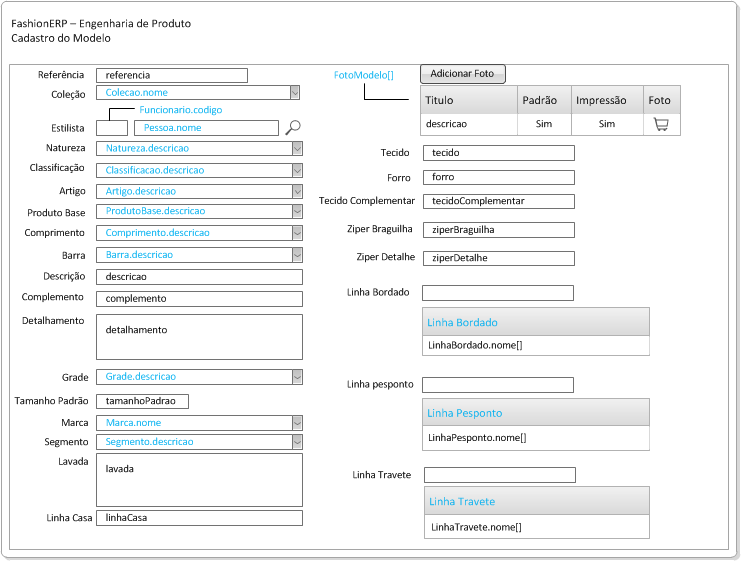 FashionERP – Engenharia de Produto
Cadastro do Modelo
Referência referencia
Coleção Colecao.nome
Funcionario.codigo
Estilista Pessoa.nome
Natureza Natureza.descricao
Classificação Classificacao.descricao
Artigo Artigo.descricao
Produto Base ProdutoBase.descricao
Comprimento Comprimento.descricao
Barra Barra.descricao
Descrição descricao
Complemento complemento
Detalhamento detalhamento
Grade Grade.descricao
Tamanho Padrão tamanhoPadrao
Marca Marca.nome
Segmento Segmento.descricao
Lavada lavada
Linha Casa linhaCasa
FotoModelo[] Adicionar Foto
Titulo Padrão Impressão Foto
descricao Sim Sim
Tecido tecido
Forro forro
Tecido Complementar tecidoComplementar
Ziper Braguilha ziperBraguilha
Ziper Detalhe ziperDetalhe
Linha Bordado
Linha Bordado
LinhaBordado.nome[]
Linha pesponto
Linha Pesponto
LinhaPesponto.nome[]
Linha Travete
Linha Travete
LinhaTravete.nome[]